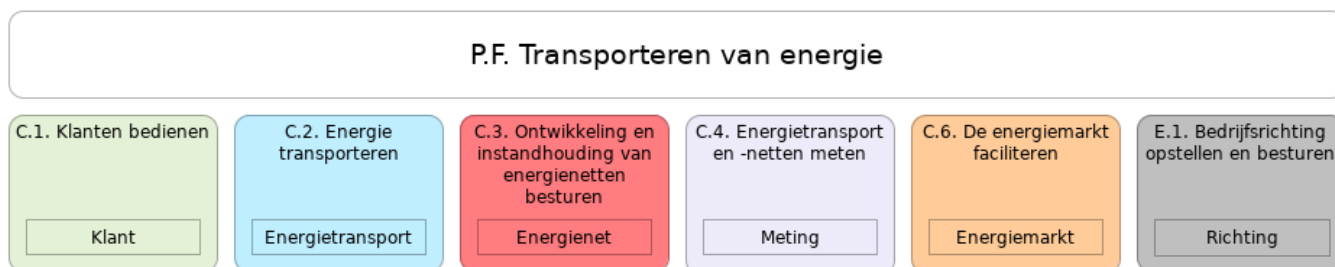 P.F. Transporteren van energie
C.1. Klanten bedienen
Klant
C.2. Energie
transporteren
Energietransport
C.3. Ontwikkeling en
instandhouding van
energienetten
besturen
Energienet
C.4. Energietransport
en -netten meten
Meting
C.6. De energiemarkt
faciliteren
Energiemarkt
E.1. Bedrijfsrichting
opstellen en besturen
Richting